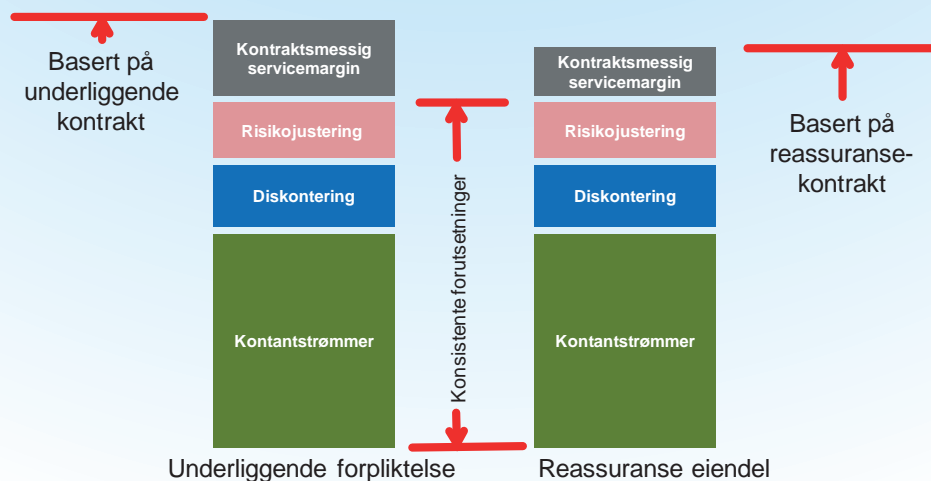 Basert på
underliggende
kontrakt
Kontraktsmessig
servicemargin
Risikojustering
Diskontering
Kontantstrømmer
Underliggende forpliktelse
Konsistente forutsetninger
Kontraktsmessig
servicemargin
Risikojustering
Diskontering
Kontantstrømmer
Reassuranse eiendel
Basert på
reassuranse-
kontrakt